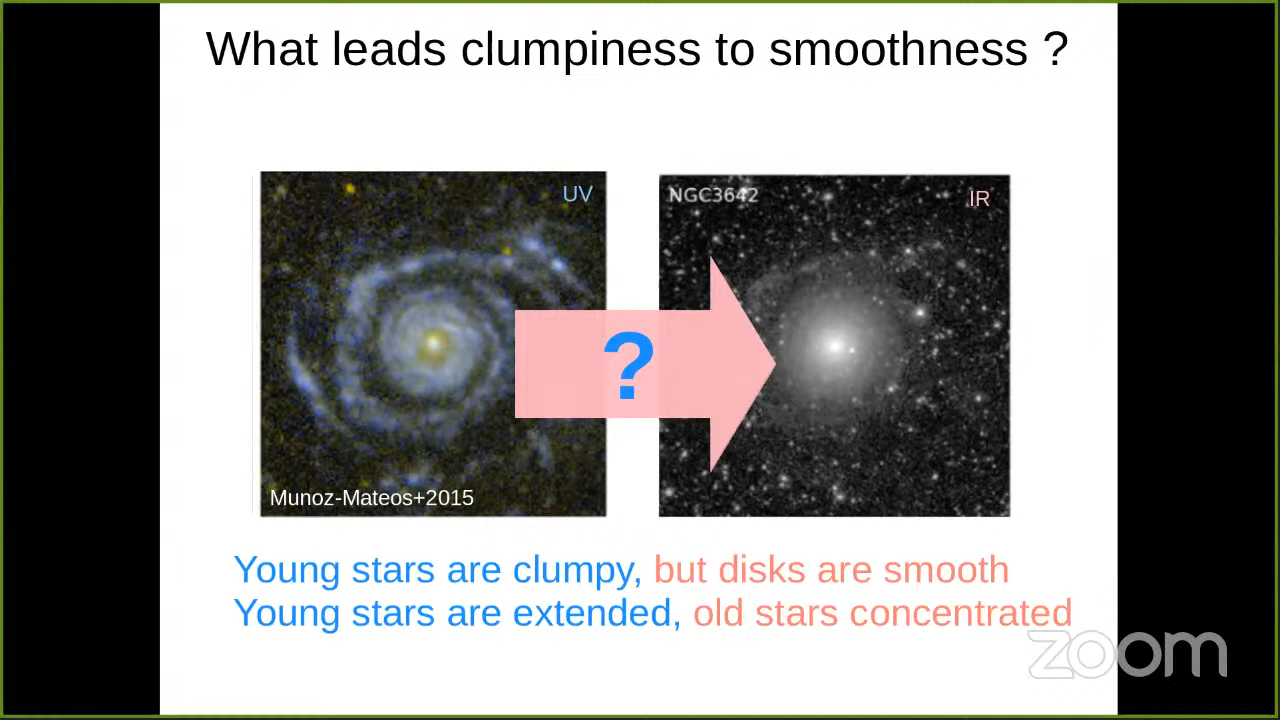 What leads clumpiness to smoothness ?
UV
NGC3642
IR
?
Munoz-Mateos+2015
Young stars are clumpy, but disks are smooth
Young stars are extended, old stars concentrated
zoom